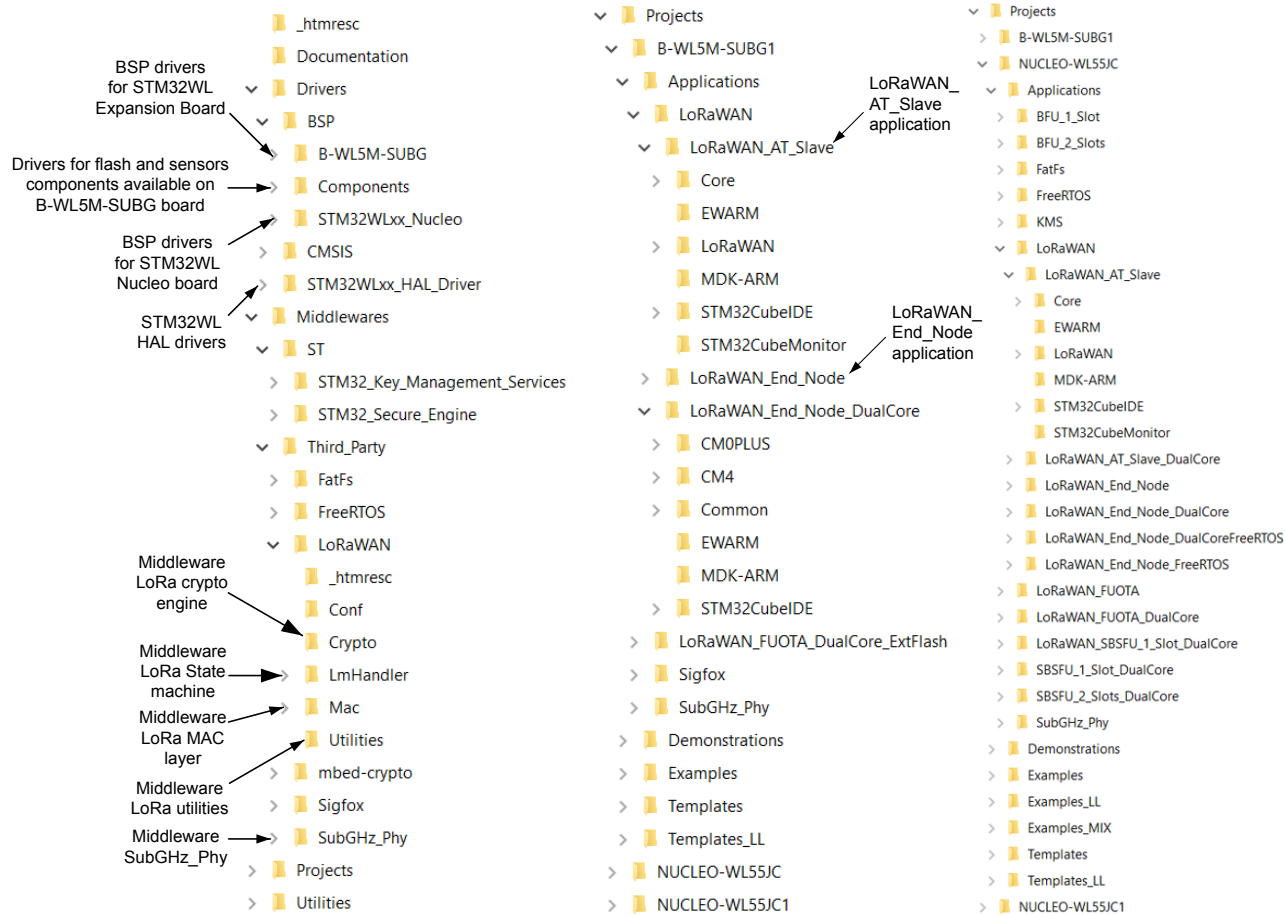 _htmresc
Documentation
Drivers
BSP
B-WL5M-SUBG
Components
STM32WLxx_Nucleo
CMSIS
STM32WLxx_HAL_Driver
Middlewares
ST
STM32_Key_Management_Services
STM32_Secure_Engine
Third_Party
FatFs
FreeRTOS
LoRaWAN
_htmresc
Conf
Crypto
LmHandler
Mac
Utilities
mbed-crypto
Sigfox
SubGHz_Phy
Projects
Utilities
BSP drivers
for STM32WL
Expansion Board
Drivers for flash and sensors
components available on
B-WL5M-SUBG board
BSP drivers
for STM32WL
Nucleo board
STM32WL
HAL drivers
Middleware
LoRa crypto
engine
Middleware
LoRa State
machine
Middleware
LoRa MAC
layer
Middleware
LoRa utilities
Middleware
SubGHz_Phy
Projects
B-WL5M-SUBG1
Applications
LoRaWAN
LoRaWAN_AT_Slave
Core
EWARM
LoRaWAN
MDK-ARM
STM32CubeIDE
STM32CubeMonitor
LoRaWAN_End_Node
LoRaWAN_End_Node_DualCore
CM0PLUS
CM4
Common
EWARM
MDK-ARM
STM32CubeIDE
LoRaWAN_FUOTA_DualCore_ExtFlash
Sigfox
SubGHz_Phy
Demonstrations
Examples
Templates
Templates_LL
NUCLEO-WL55JC
NUCLEO-WL55JC1
LoRaWAN_
AT_Slave
application
LoRaWAN_
End_Node
application
Projects
B-WL5M-SUBG1
NUCLEO-WL55JC
Applications
BFU_1_Slot
BFU_2_Slots
FatFs
FreeRTOS
KMS
LoRaWAN
LoRaWAN_AT_Slave
Core
EWARM
LoRaWAN
MDK-ARM
STM32CubeIDE
STM32CubeMonitor
LoRaWAN_AT_Slave_DualCore
LoRaWAN_End_Node
LoRaWAN_End_Node_DualCore
LoRaWAN_End_Node_DualCoreFreeRTOS
LoRaWAN_End_Node_FreeRTOS
LoRaWAN_FUOTA
LoRaWAN_FUOTA_DualCore
LoRaWAN_SBSFU_1_Slot_DualCore
SBSFU_1_Slot_DualCore
SBSFU_2_Slots_DualCore
SubGHz_Phy
Demonstrations
Examples
Examples_LL
Examples_MIX
Templates
Templates_LL
NUCLEO-WL55JC1